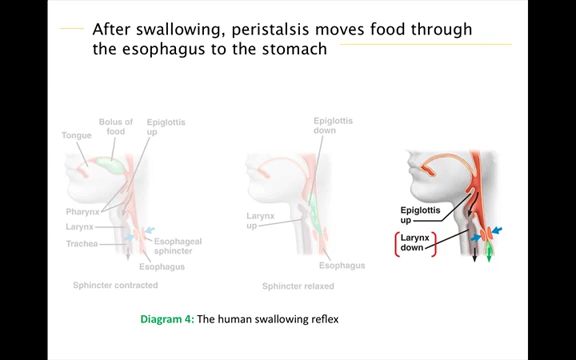 After swallowing, peristalsis moves food through
the esophagus to the stomach
Bolus of
food
Epiglottis
up
Tongue
Pharynx
Larynx
Trachea
Esophageal
sphincter
Esophagus
Sphincter contracted
Epiglottis
down
Larynx
up
Esophagus
Sphincter relaxed
Epiglottis
up
Larynx
down
Diagram 4: The human swallowing reflex